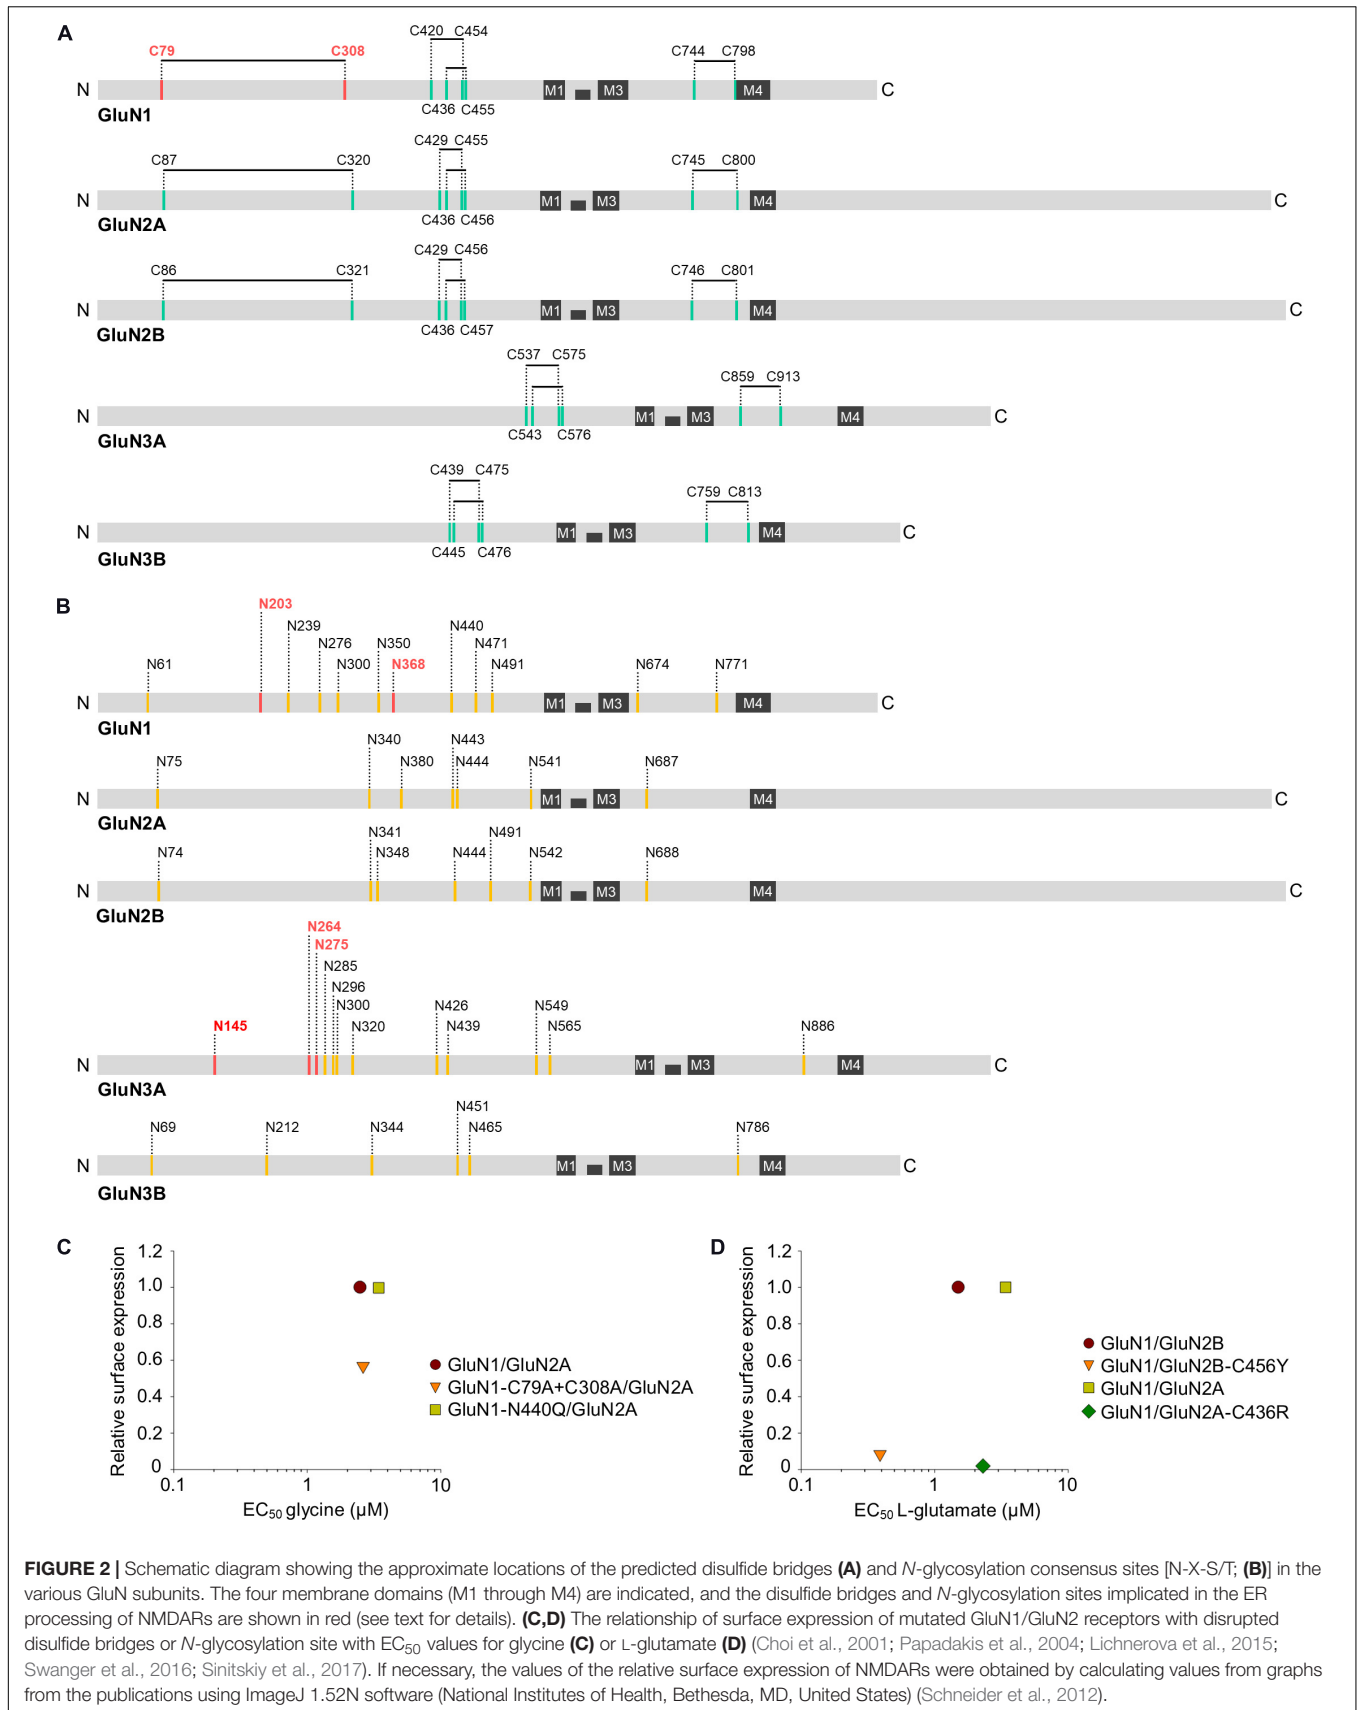 A
C420 C454
C79 C308 C744 C798
N M1 M3 M4 C
C436 C455
GluN1
C429 C455
C87 C320 C745 C800
N M1 M3 M4 C
C436 C456
GluN2A
C429 C456
C86 C321 C746 C801
N M1 M3 M4 C
C436 C457
GluN2B
C537 C575
C859 C913
N M1 M3 M4 C
C543 C576
GluN3A
C439 C475
C759 C813
N M1 M3 M4 C
C445 C476
GluN3B
B
N203
N239 N440
N276 N350 N471
N61 N300 N368 N491 N674 N771
N M1 M3 M4 C
GluN1
N340 N443
N75 N380 N444 N541 N687
N M1 M3 M4 C
GluN2A
N341 N491
N74 N348 N444 N542 N688
N M1 M3 M4 C
GluN2B
N264
N275
N285
N296
N300 N426 N549
N145 N320 N439 N565 N886
N M1 M3 M4 C
GluN3A
N451
N69 N212 N344 N465 N786
N M1 M3 M4 C
GluN3B
C
Relative surface expression
1.2
1.0
0.8
0.6
0.4
0.2
0
0.1 1 10
EC50 glycine (µM)
GluN1/GluN2A
GluN1-C79A+C308A/GluN2A
GluN1-N440Q/GluN2A
D
Relative surface expression
1.2
1.0
0.8
0.6
0.4
0.2
0
0.1 1 10
EC50 L-glutamate (µM)
GluN1/GluN2B
GluN1/GluN2B-C456Y
GluN1/GluN2A
GluN1/GluN2A-C436R
FIGURE 2 | Schematic diagram showing the approximate locations of the predicted disulfide bridges (A) and N-glycosylation consensus sites [N-X-S/T; (B)] in the
various GluN subunits. The four membrane domains (M1 through M4) are indicated, and the disulfide bridges and N-glycosylation sites implicated in the ER
processing of NMDARs are shown in red (see text for details). (C,D) The relationship of surface expression of mutated GluN1/GluN2 receptors with disrupted
disulfide bridges or N-glycosylation site with EC50 values for glycine (C) or L-glutamate (D) (Choi et al., 2001; Papadakis et al., 2004; Lichnerova et al., 2015;
Swanger et al., 2016; Sinitskiy et al., 2017). If necessary, the values of the relative surface expression of NMDARs were obtained by calculating values from graphs
from the publications using ImageJ 1.52N software (National Institutes of Health, Bethesda, MD, United States) (Schneider et al., 2012).